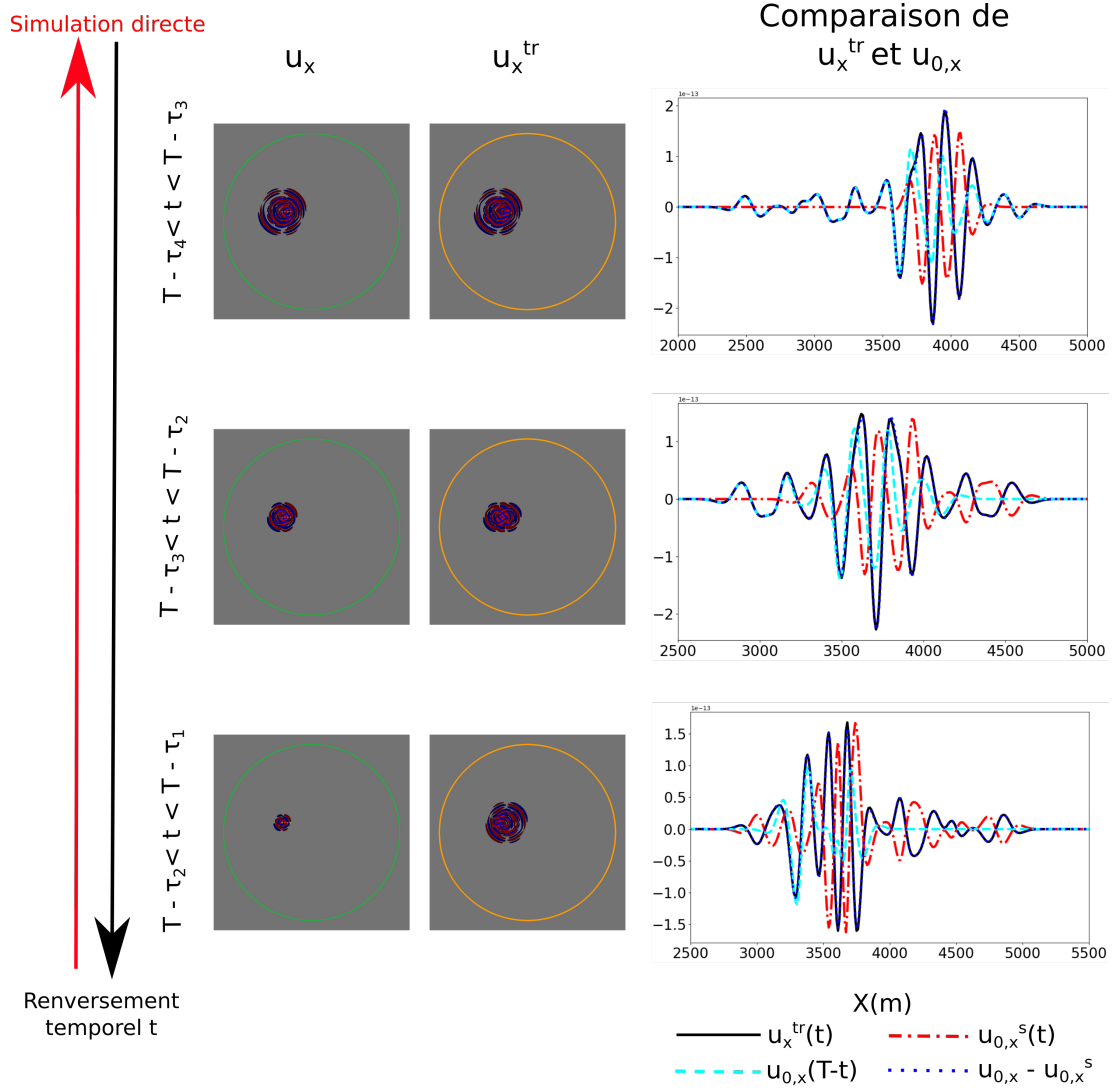 Simulation directe
Comparaison de
u_x
u_x^tr
u_x^tr et u_0,x
T - τ_4 < t < T - τ_3
1e−13
2
1
0
−1
−2
2000 2500 3000 3500 4000 4500 5000
T - τ_3 < t < T - τ_2
1e−13
1
0
−1
−2
2500 3000 3500 4000 4500 5000
T - τ_2 < t < T - τ_1
1e−13
1.5
1.0
0.5
0.0
−0.5
−1.0
−1.5
2500 3000 3500 4000 4500 5000 5500
Renversement
temporel t
X(m)
u_x^tr(t)
u_0,x^s(t)
u_0,x(T-t)
u_0,x - u_0,x^s